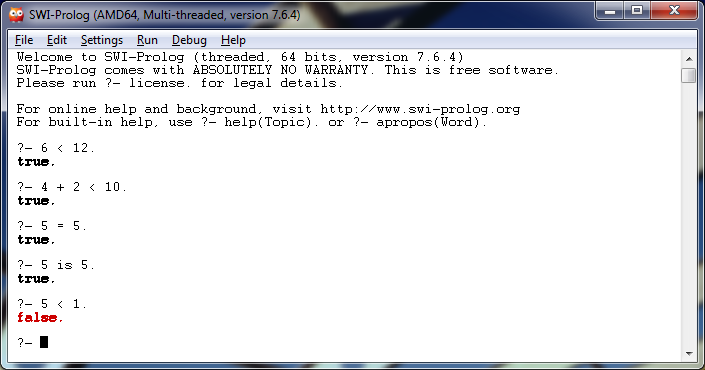 SWI-Prolog (AMD64, Multi-threaded, version 7.6.4)
File Edit Settings Run Debug Help
Welcome to SWI-Prolog (threaded, 64 bits, version 7.6.4)
SWI-Prolog comes with ABSOLUTELY NO WARRANTY. This is free software.
Please run ?- license. for legal details.
For online help and background, visit http://www.swi-prolog.org
For built-in help, use ?- help(Topic). or ?- apropos(Word).
?- 6 < 12.
true.
?- 4 + 2 < 10.
true.
?- 5 = 5.
true.
?- 5 is 5.
true.
?- 5 < 1.
false.
?-